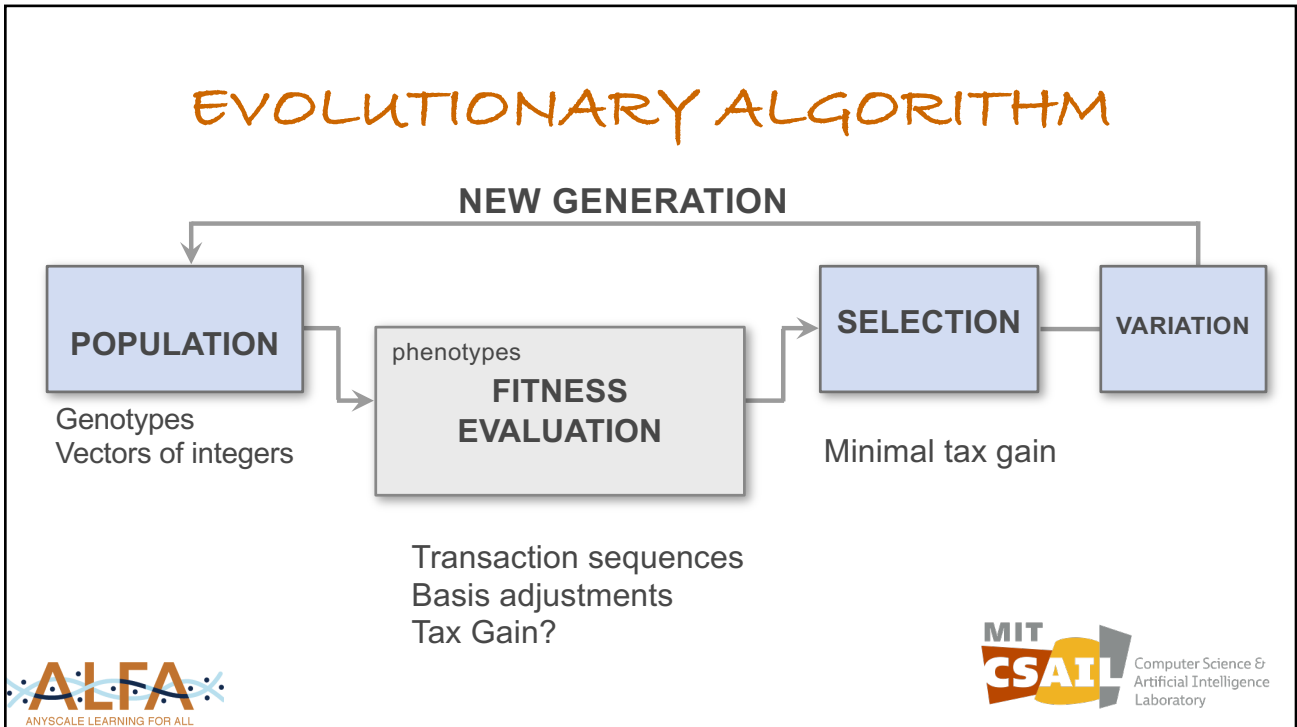 EVOLUTIONARY ALGORITHM
NEW GENERATION
POPULATION
Genotypes
Vectors of integers
phenotypes
FITNESS
EVALUATION
SELECTION
Minimal tax gain
VARIATION
Transaction sequences
Basis adjustments
Tax Gain?
ALFA
ANYSCALE LEARNING FOR ALL
MIT
CSAIL
Computer Science &
Artificial Intelligence
Laboratory